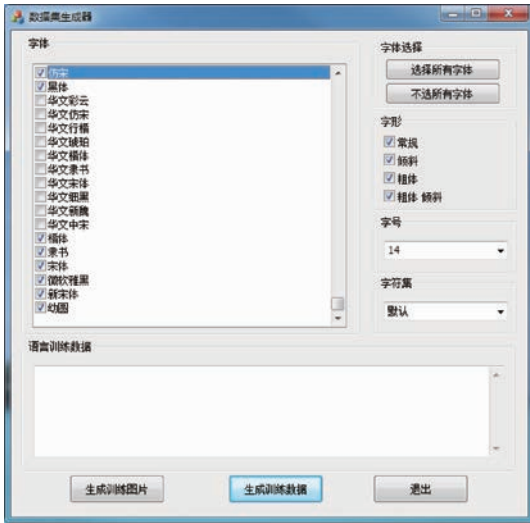 数据集生成器
字体
仿宋
黑体
华文彩云
华文仿宋
华文行楷
华文琥珀
华文楷体
华文隶书
华文宋体
华文细黑
华文新魏
华文中宋
楷体
隶书
宋体
微软雅黑
新宋体
幼圆
字体选择
选择所有字体
不选所有字体
字形
常规
倾斜
粗体
粗体 倾斜
字号
14
字符集
默认
语言训练数据
生成训练图片
生成训练数据
退出